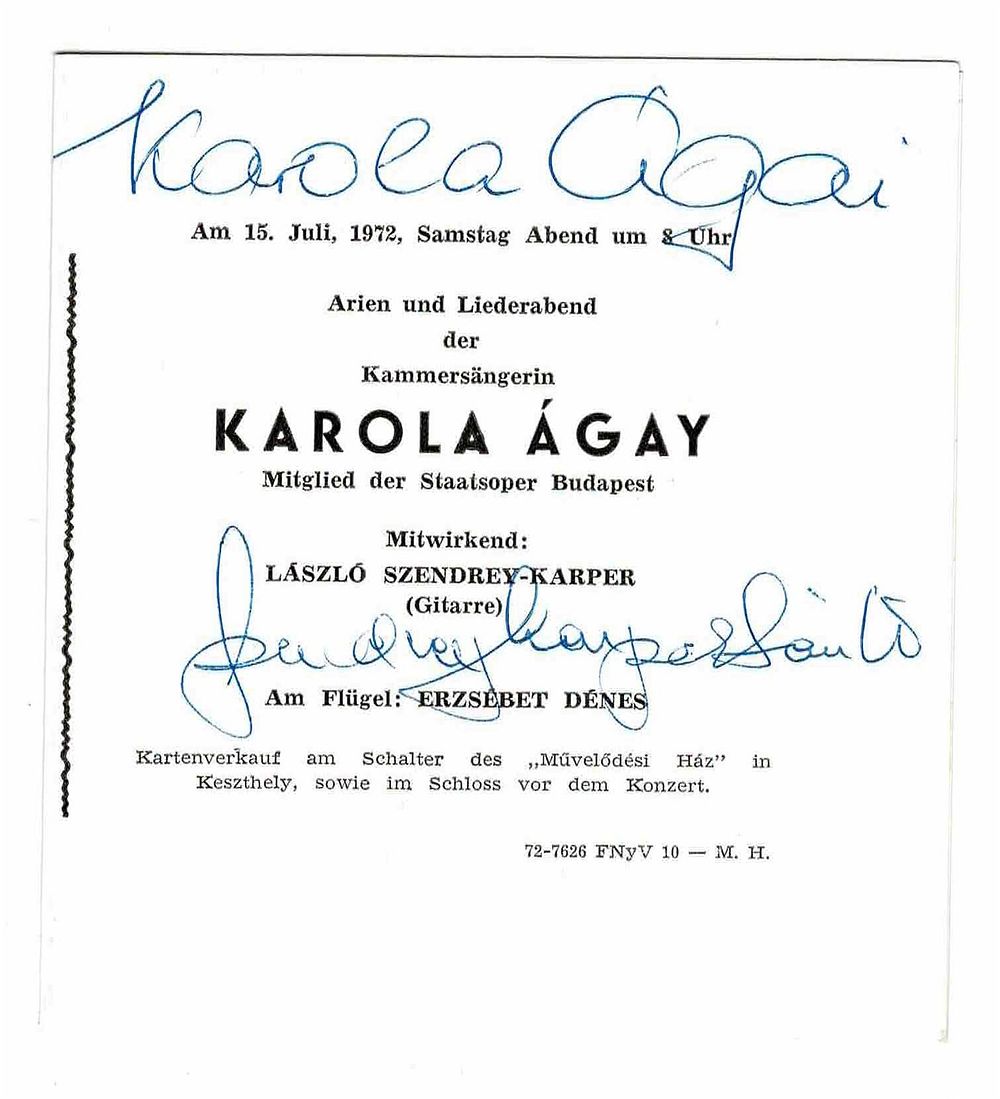 Karola Ágai
Am 15. Juli, 1972, Samstag Abend um 8 Uhr
Arien und Liederabend
der
Kammersängerin
KAROLA ÁGAY
Mitglied der Staatsoper Budapest
Mitwirkend:
LÁSZLÓ SZENDREY-KARPER
(Gitarre)
Szendrey Karper
Am Flügel: ERZSÉBET DÉNES
Kartenverkauf am Schalter des „Művelődési Ház” in
Keszthely, sowie im Schloss vor dem Konzert.
72-7626 FNyV 10 — M. H.